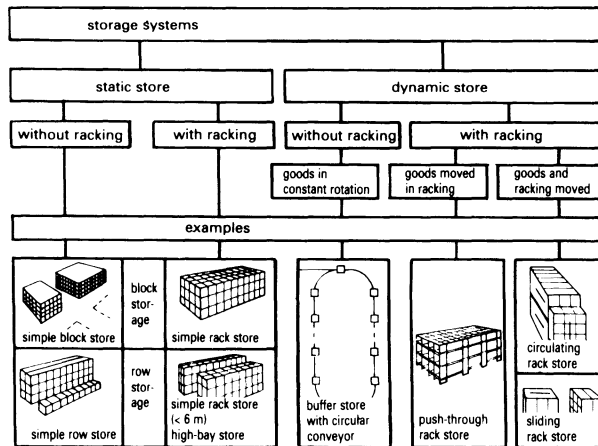 storage systems
static store
dynamic store
without racking
with racking
without racking
with racking
goods in
constant rotation
goods moved
in racking
goods and
racking moved
examples
simple block store
block
stor-
age
simple rack store
buffer store
with circular
conveyor
push-through
rack store
circulating
rack store
simple row store
row
stor-
age
simple rack store
(< 6 m)
high-bay store
sliding
rack store